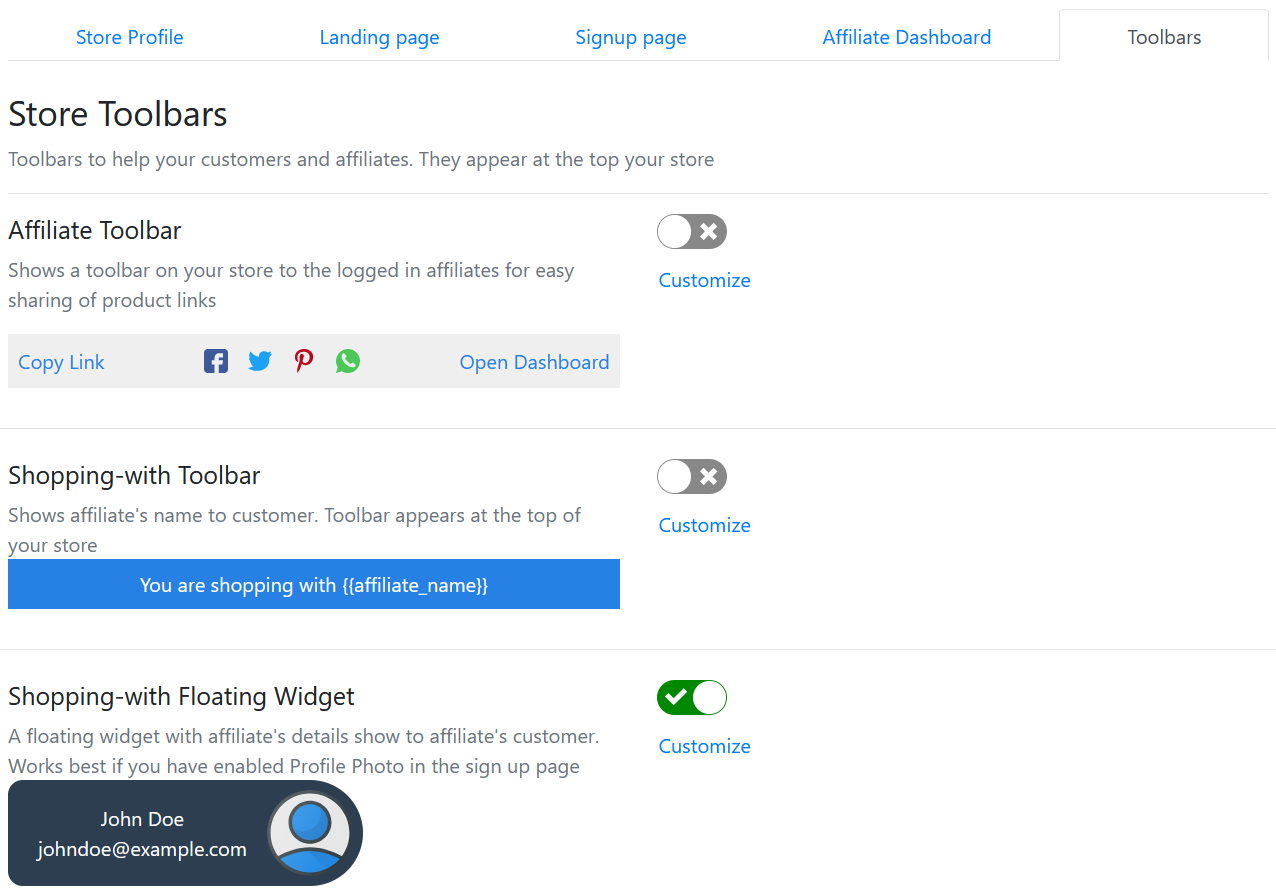 Store Profile Landing page Signup page Affiliate Dashboard Toolbars
Store Toolbars
Toolbars to help your customers and affiliates. They appear at the top your store
Affiliate Toolbar
Shows a toolbar on your store to the logged in affiliates for easy
sharing of product links
Customize
Copy Link Open Dashboard
Shopping-with Toolbar
Shows affiliate's name to customer. Toolbar appears at the top of
your store
Customize
You are shopping with {{affiliate_name}}
Shopping-with Floating Widget
A floating widget with affiliate's details show to affiliate's customer.
Works best if you have enabled Profile Photo in the sign up page
Customize
John Doe
johndoe@example.com